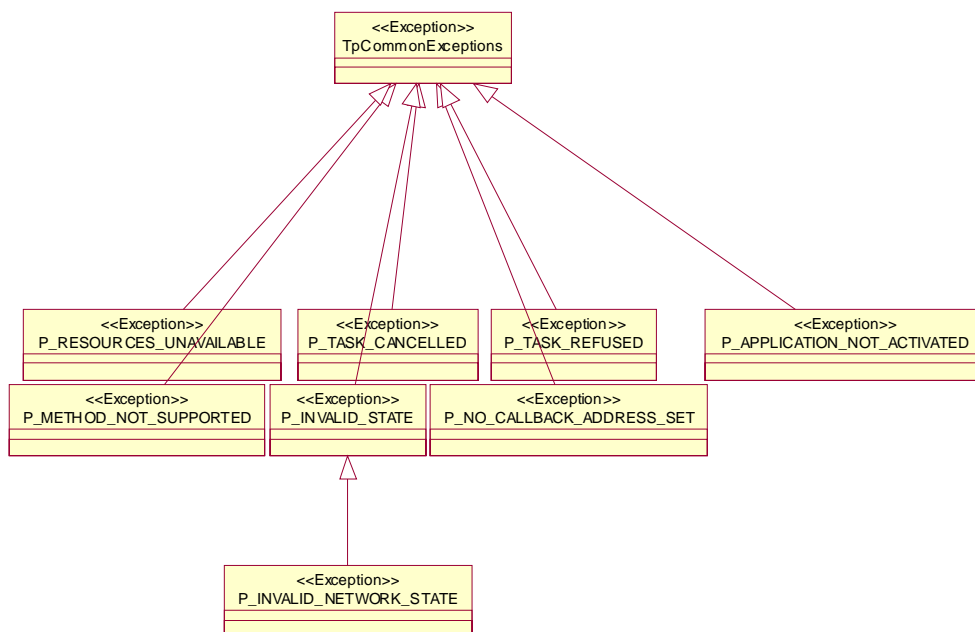 <<Exception>>
TpCommonExceptions
<<Exception>>
P_RESOURCES_UNAVAILABLE
<<Exception>>
P_TASK_CANCELLED
<<Exception>>
P_TASK_REFUSED
<<Exception>>
P_APPLICATION_NOT_ACTIVATED
<<Exception>>
P_METHOD_NOT_SUPPORTED
<<Exception>>
P_INVALID_STATE
<<Exception>>
P_NO_CALLBACK_ADDRESS_SET
<<Exception>>
P_INVALID_NETWORK_STATE